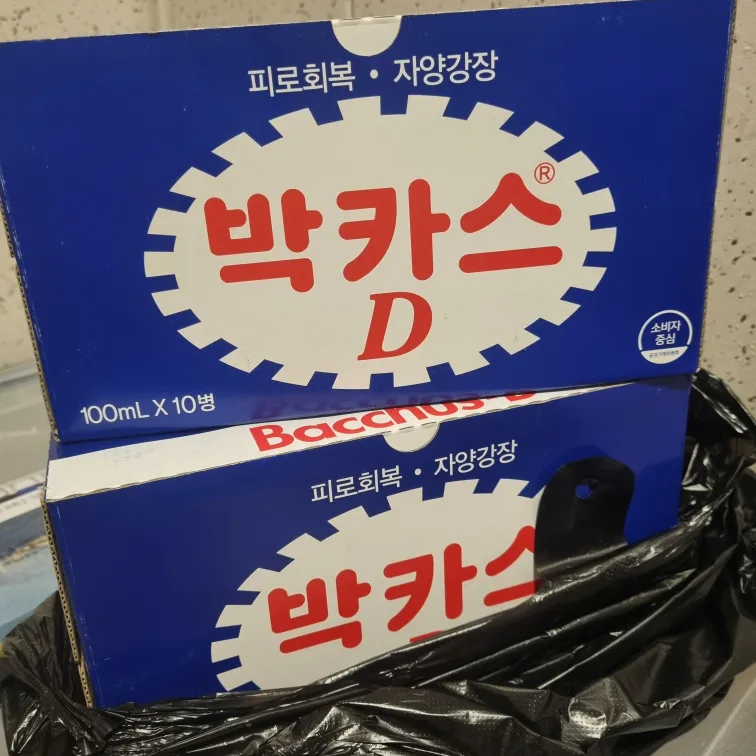 피로회복 · 자양강장
박카스®
D
소비자
중심
100mL X 10병
Bacchus
피로회복 · 자양강장
박카스